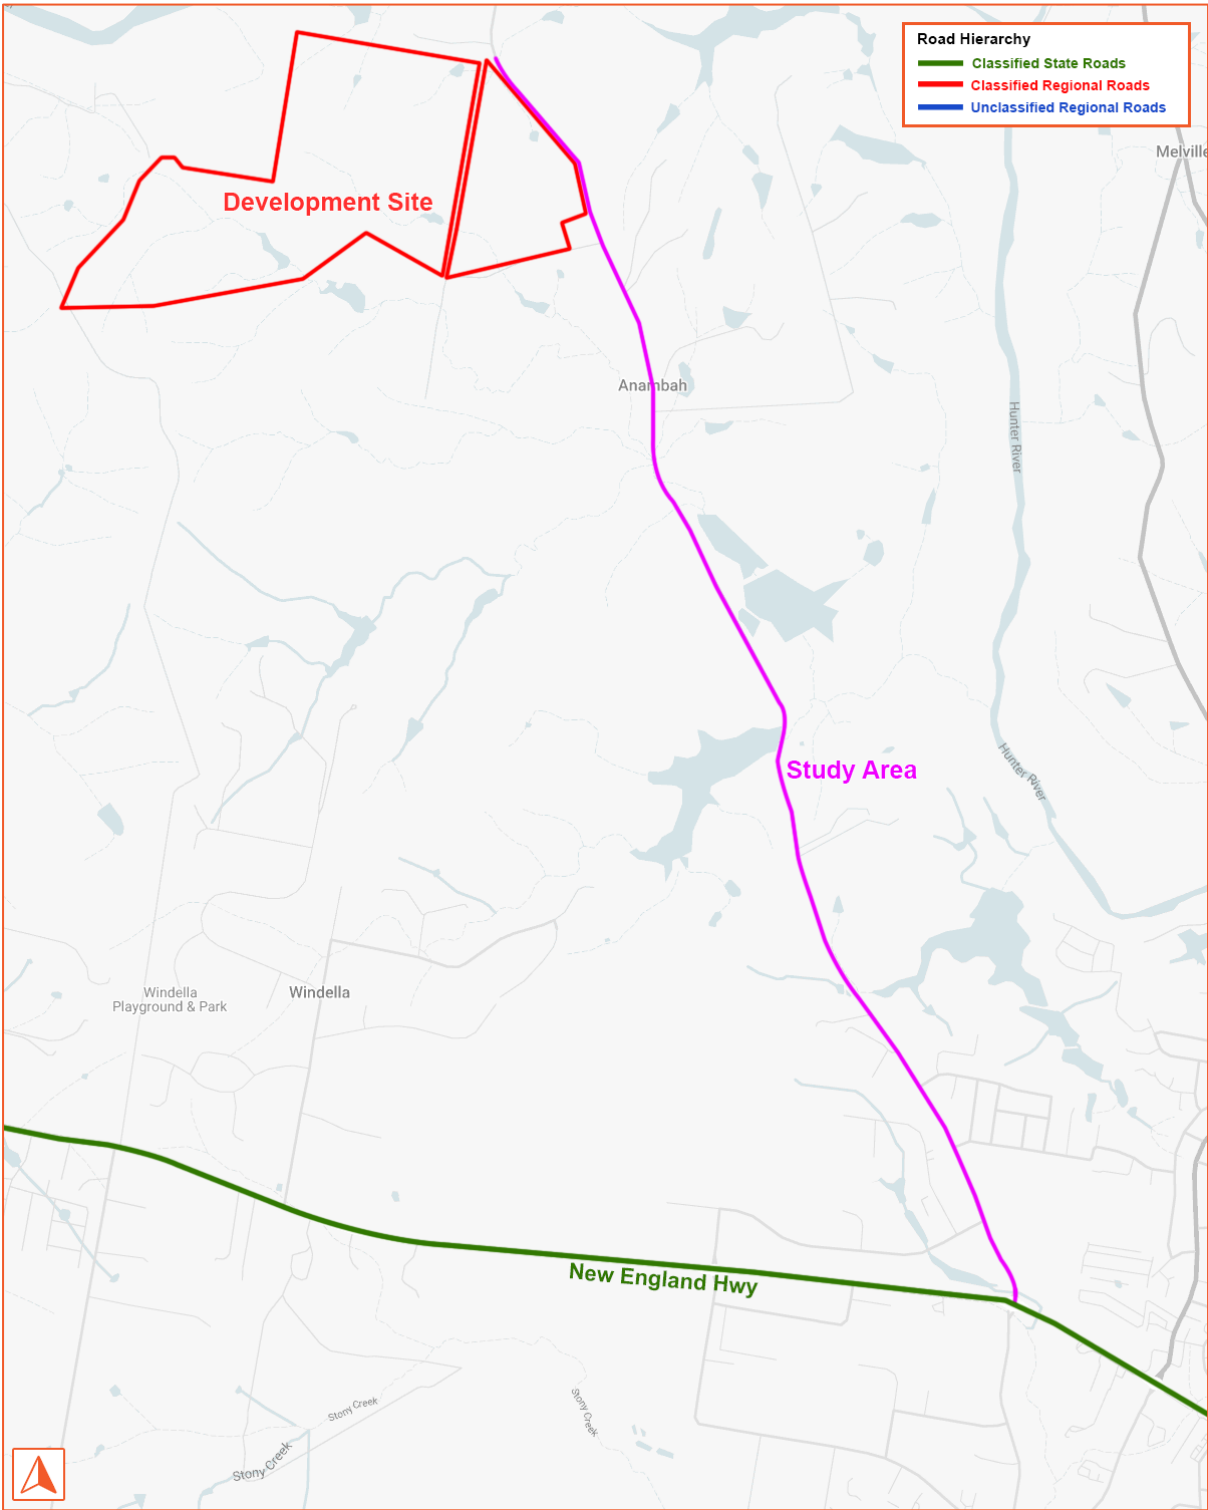 Road Hierarchy
Classified State Roads
Classified Regional Roads
Unclassified Regional Roads
Melville
Development Site
Anambah
Hunter River
Hunter River
Study Area
Windella
Playground & Park
Windella
New England Hwy
Stony Creek
Stony Creek
Stony Creek